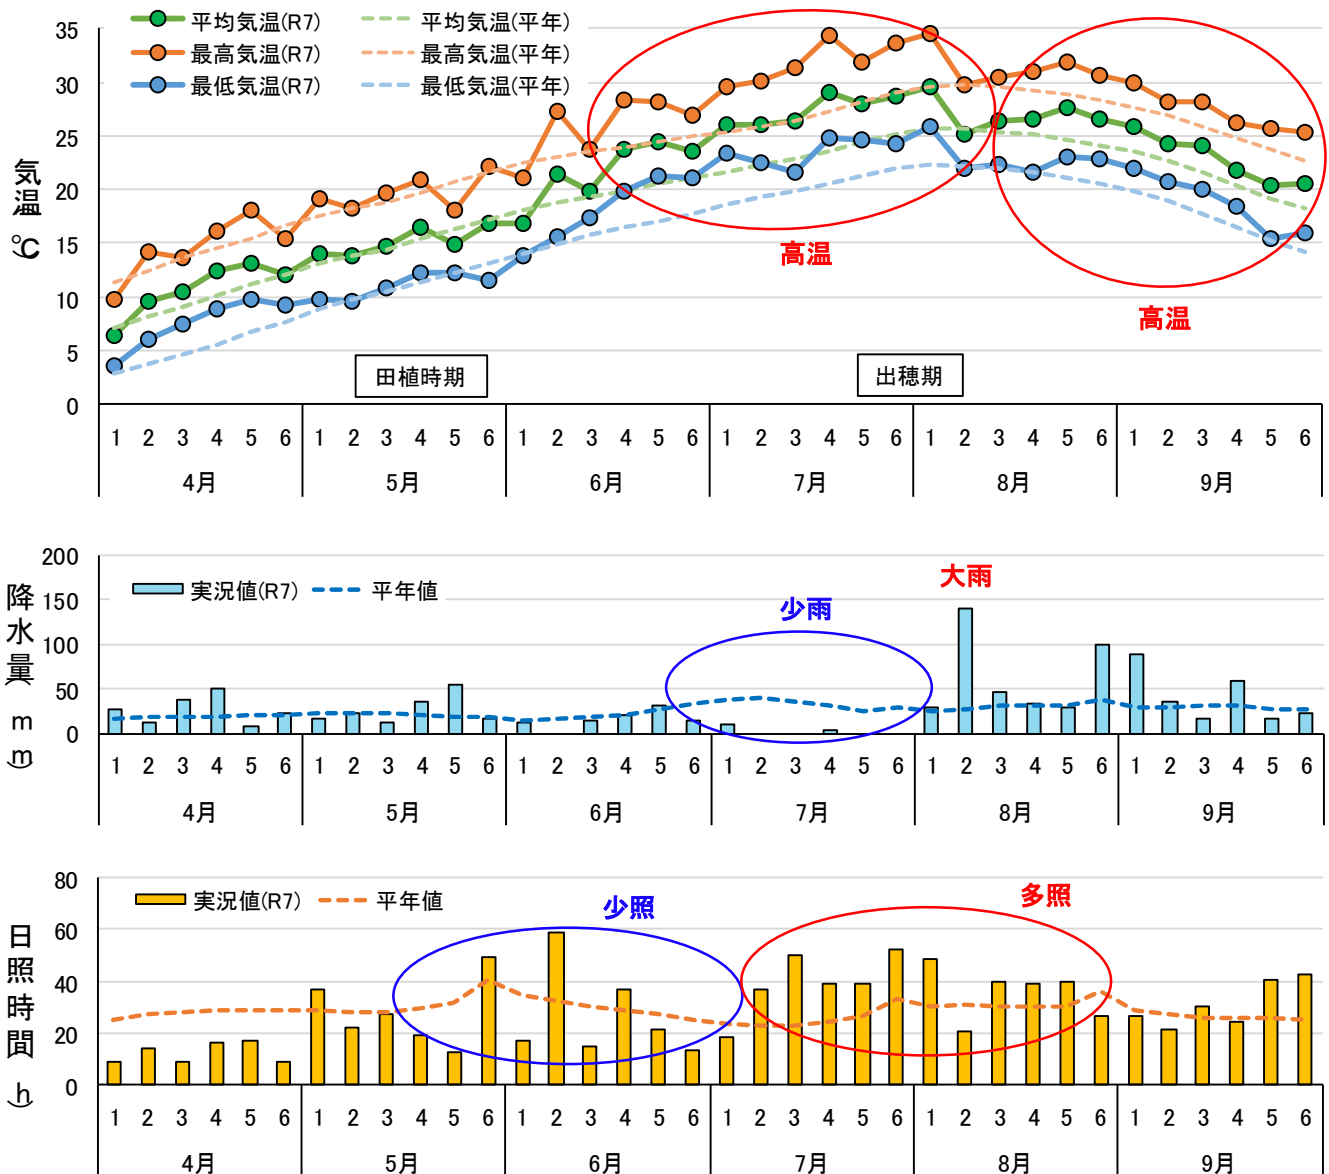 平均気温(R7) 平均気温(平年)
最高気温(R7) 最高気温(平年)
最低気温(R7) 最低気温(平年)
気温(℃)
35
30
25
20
15
10
5
0
高温
高温
田植時期
出穂期
1 2 3 4 5 6 1 2 3 4 5 6 1 2 3 4 5 6 1 2 3 4 5 6 1 2 3 4 5 6 1 2 3 4 5 6
4月 5月 6月 7月 8月 9月
降水量(mm)
200
150
100
50
0
実況値(R7) 平年値
少雨
大雨
1 2 3 4 5 6 1 2 3 4 5 6 1 2 3 4 5 6 1 2 3 4 5 6 1 2 3 4 5 6 1 2 3 4 5 6
4月 5月 6月 7月 8月 9月
日照時間(h)
80
60
40
20
0
実況値(R7) 平年値
少照
多照
1 2 3 4 5 6 1 2 3 4 5 6 1 2 3 4 5 6 1 2 3 4 5 6 1 2 3 4 5 6 1 2 3 4 5 6
4月 5月 6月 7月 8月 9月